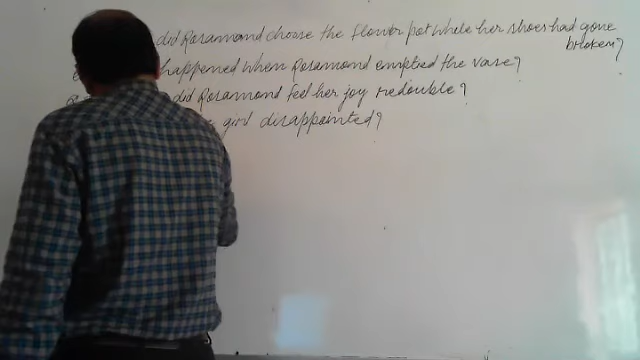 did Rosamond choose the flower pot while her shoes had gone
broken?
happened when Rosamond emptied the vase?
did Rosamond feel her joy redouble?
girl disappointed?